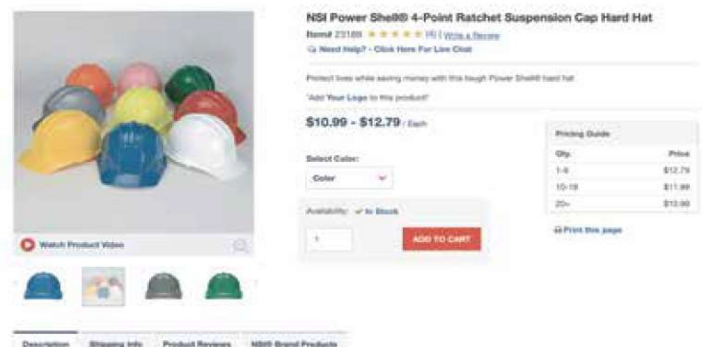 NSI Power Shell® 4-Point Ratchet Suspension Cap Hard Hat
Item# 23189 (4) | Write a Review
Need Help? - Click Here For Live Chat
Protect lives while saving money with this tough Power Shell® hard hat
*Add Your Logo to this product!*
$10.99 - $12.79 / Each
Pricing Guide
Select Color:
Qty. Price
Color
1-9 $12.79
10-19 $11.99
20+ $10.99
Availability: In Stock
1 ADD TO CART
Print this page
Watch Product Video
Description Shipping Info Product Reviews NSI® Brand Products